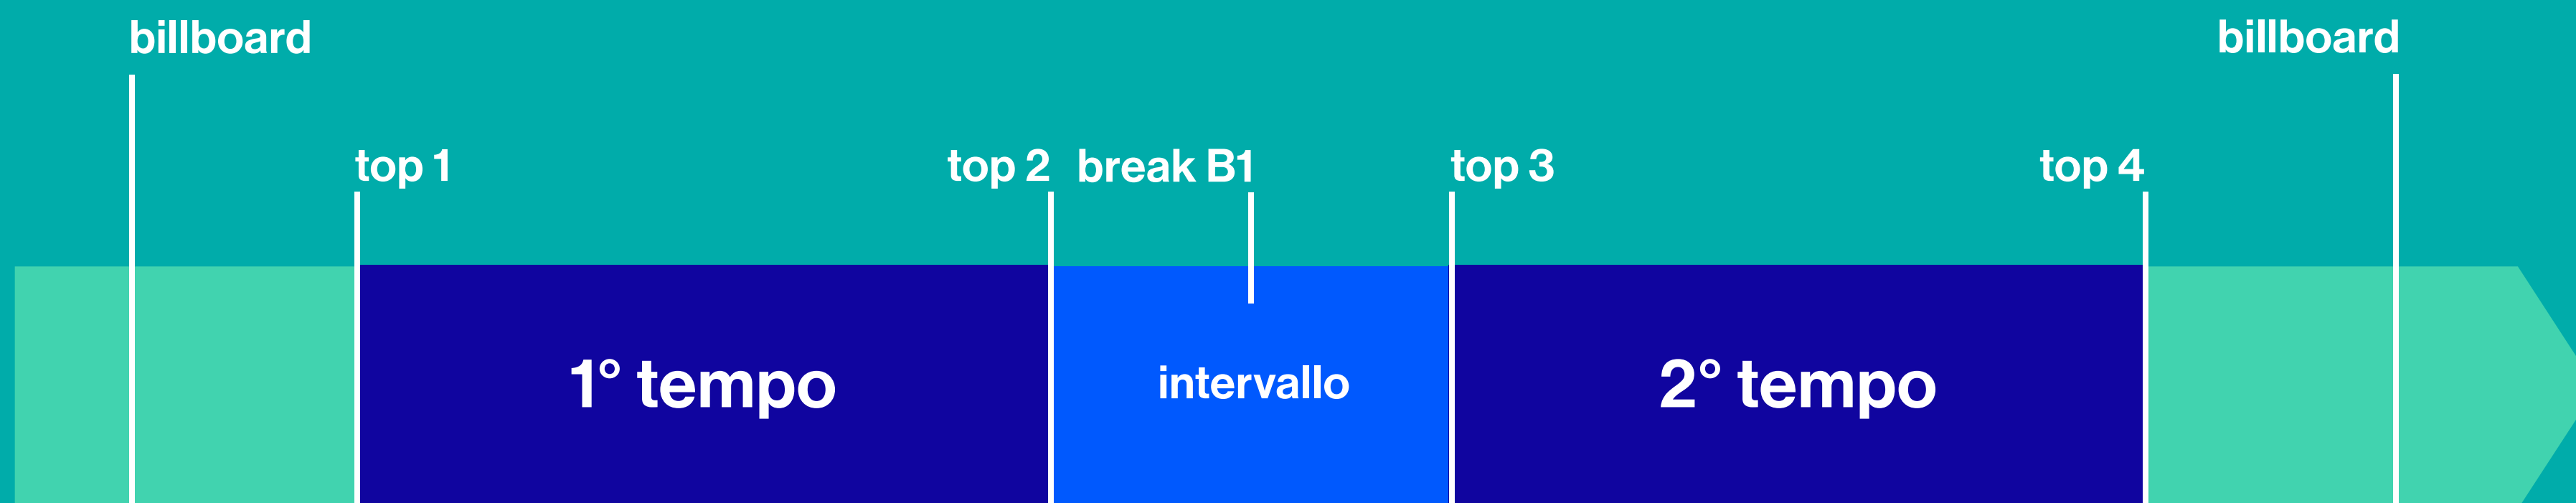 billboard
billboard
top 1
top 2
break B1
top 3
top 4
1° tempo
intervallo
2° tempo